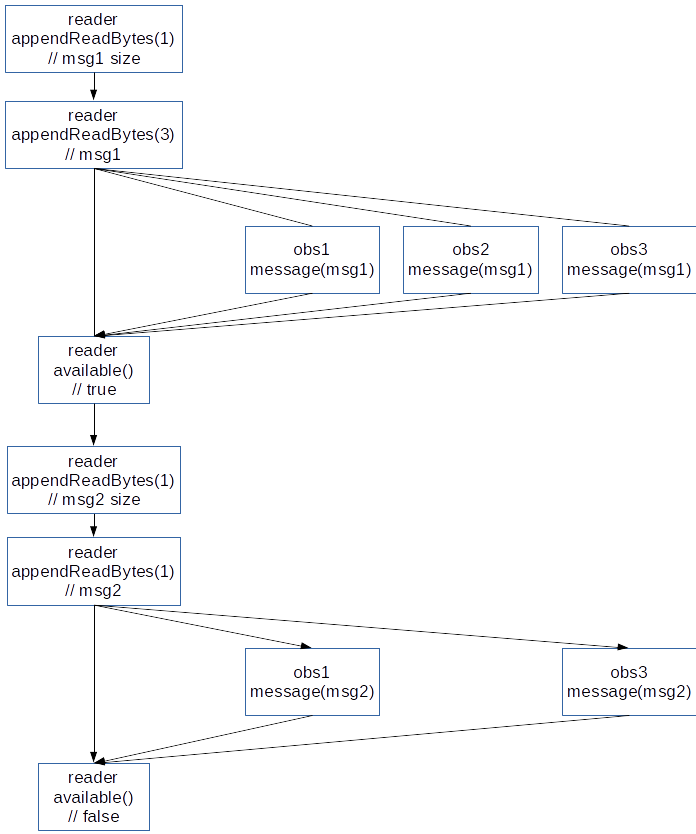 reader
appendReadBytes(1)
// msg1 size
reader
appendReadBytes(3)
// msg1
obs1
message(msg1)
obs2
message(msg1)
obs3
message(msg1)
reader
available()
// true
reader
appendReadBytes(1)
// msg2 size
reader
appendReadBytes(1)
// msg2
obs1
message(msg2)
obs3
message(msg2)
reader
available()
// false